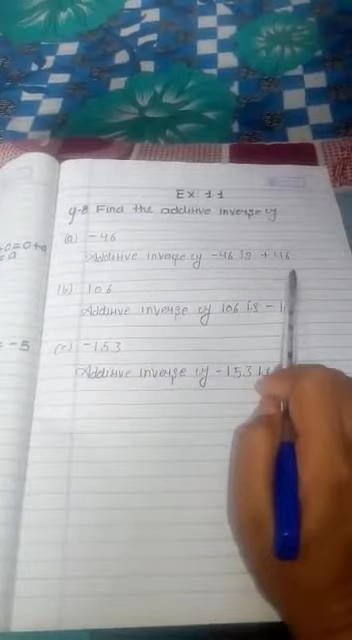 Ex: 1.1
Q-8 Find the additive inverse of
(a) -46
Additive inverse of -46 is +46
(b) 106
Additive inverse of 106 is -1
(c) -153
Additive inverse of -153 is
= -5